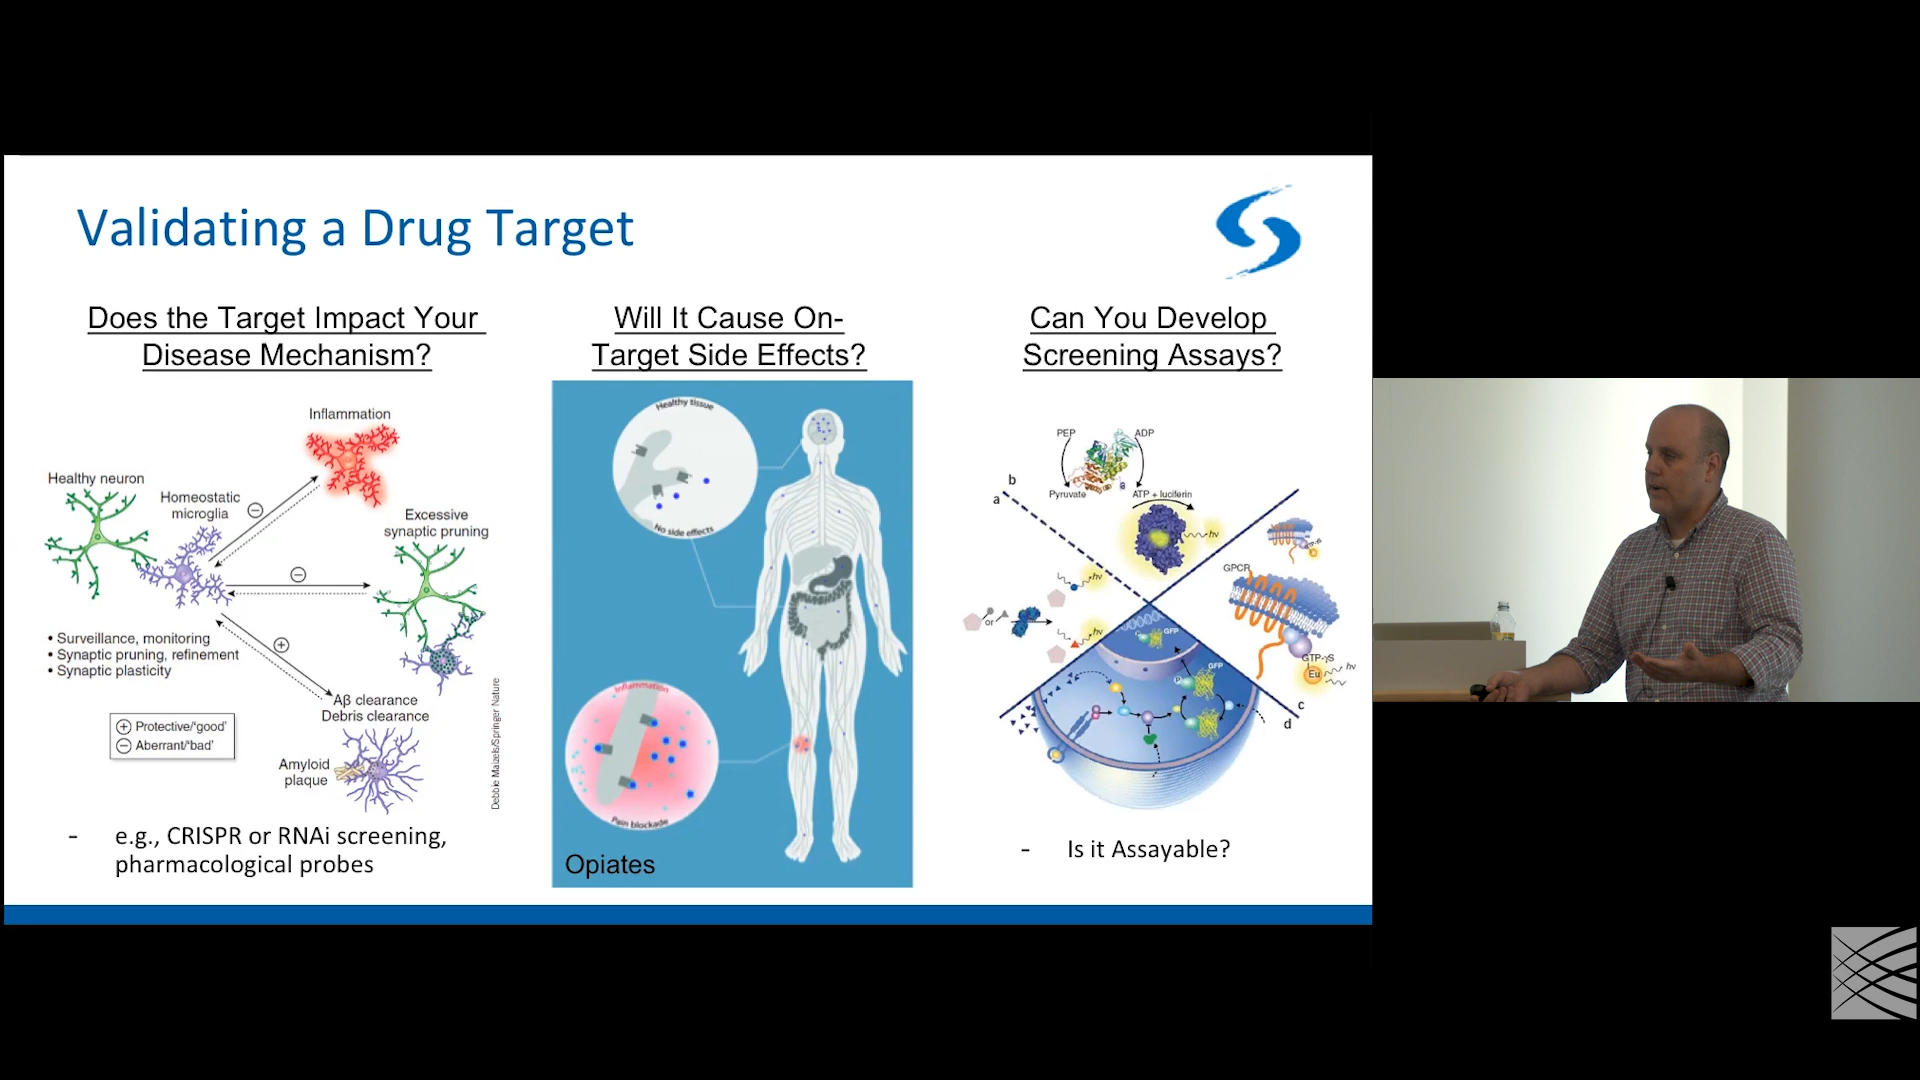 Validating a Drug Target
Does the Target Impact Your
Disease Mechanism?
Inflammation
Healthy neuron
Homeostatic
microglia
Excessive
synaptic pruning
• Surveillance, monitoring
• Synaptic pruning, refinement
• Synaptic plasticity
Aβ clearance
Debris clearance
+ Protective/'good'
− Aberrant/'bad'
Amyloid
plaque
Debbie Maizels/Springer Nature
- e.g., CRISPR or RNAi screening,
pharmacological probes
Will It Cause On-
Target Side Effects?
Healthy tissue
No side effects
Inflammation
Pain blockade
Opiates
Can You Develop
Screening Assays?
PEP
ADP
Pyruvate
ATP + luciferin
hν
b
a
GPCR
hν
or
hν
GFP
GFP
GTP-γS
Eu
hν
c
d
- Is it Assayable?